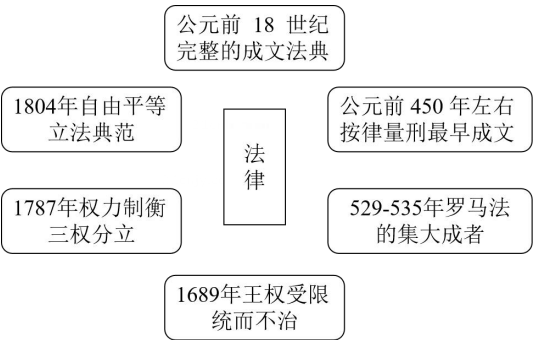 公元前 18 世纪
完整的成文法典
1804年自由平等
立法典范
公元前 450 年左右
按律量刑最早成文
法
律
1787年权力制衡
三权分立
529-535年罗马法
的集大成者
1689年王权受限
统而不治